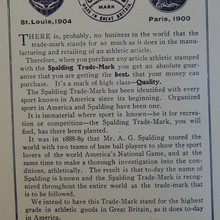 MARK
IN GREAT BRITAIN
St. Louis, 1904
Paris, 1900
THERE is, probably, no business in the world that the
trade-mark stands for so much as it does in the manu-
facturing and retailing of an athletic article.
Therefore, when you purchase any article athletic stamped
with the Spalding Trade-Mark you get an absolute guar-
antee that you are getting the best that your money can
purchase. It's a mark of high class—Quality.
The Spalding Trade-Mark has been identified with every
sport known in America since its beginning. Organized
sport in America and Spalding have been one.
It is immaterial where sport is known—be it for recrea-
tion or competition—the Spalding Trade-Mark, you will
find, has there been planted.
It was in 1888-89 that Mr. A. G. Spalding toured the
world with two teams of base ball players to show the sport
lovers of the world America's National Game, and at the
same time to make a thorough investigation into the con-
ditions, athletically. The result is that to-day the name of
Spalding is known and the Spalding Trade-Mark is recog-
nized throughout the entire world as the trade-mark that
is to be followed.
We intend to have this Trade-Mark stand for the highest
grade in athletic goods in Great Britain, as it does to-day
in America.